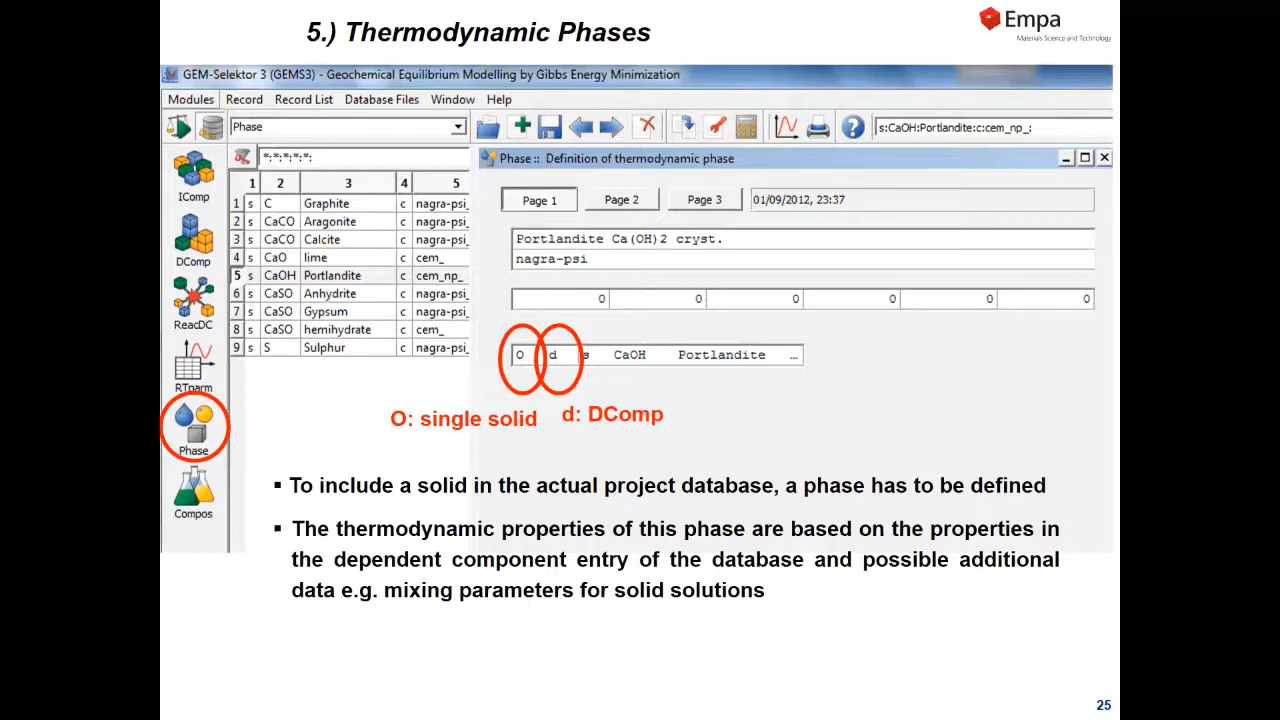 5.) Thermodynamic Phases
Empa
Materials Science and Technology
GEM-Selektor 3 (GEMS3) - Geochemical Equilibrium Modelling by Gibbs Energy Minimization
Modules Record Record List Database Files Window Help
Phase
s:CaOH:Portlandite:c:cem_np_:
*:*:*:*:*:
Phase :: Definition of thermodynamic phase
1 2 3 4 5
1 s C Graphite c nagra-psi_
2 s CaCO Aragonite c nagra-psi_
3 s CaCO Calcite c nagra-psi_
4 s CaO lime c cem_
5 s CaOH Portlandite c cem_np_
6 s CaSO Anhydrite c nagra-psi_
7 s CaSO Gypsum c nagra-psi_
8 s CaSO hemihydrate c cem_
9 s S Sulphur c nagra-psi_
IComp
DComp
ReacDC
RTparm
Phase
Compos
Page 1 Page 2 Page 3 01/09/2012, 23:37
Portlandite Ca(OH)2 cryst.
nagra-psi
0 0 0 0 0 0
O d s CaOH Portlandite ...
O: single solid d: DComp
▪ To include a solid in the actual project database, a phase has to be defined
▪ The thermodynamic properties of this phase are based on the properties in
the dependent component entry of the database and possible additional
data e.g. mixing parameters for solid solutions
25